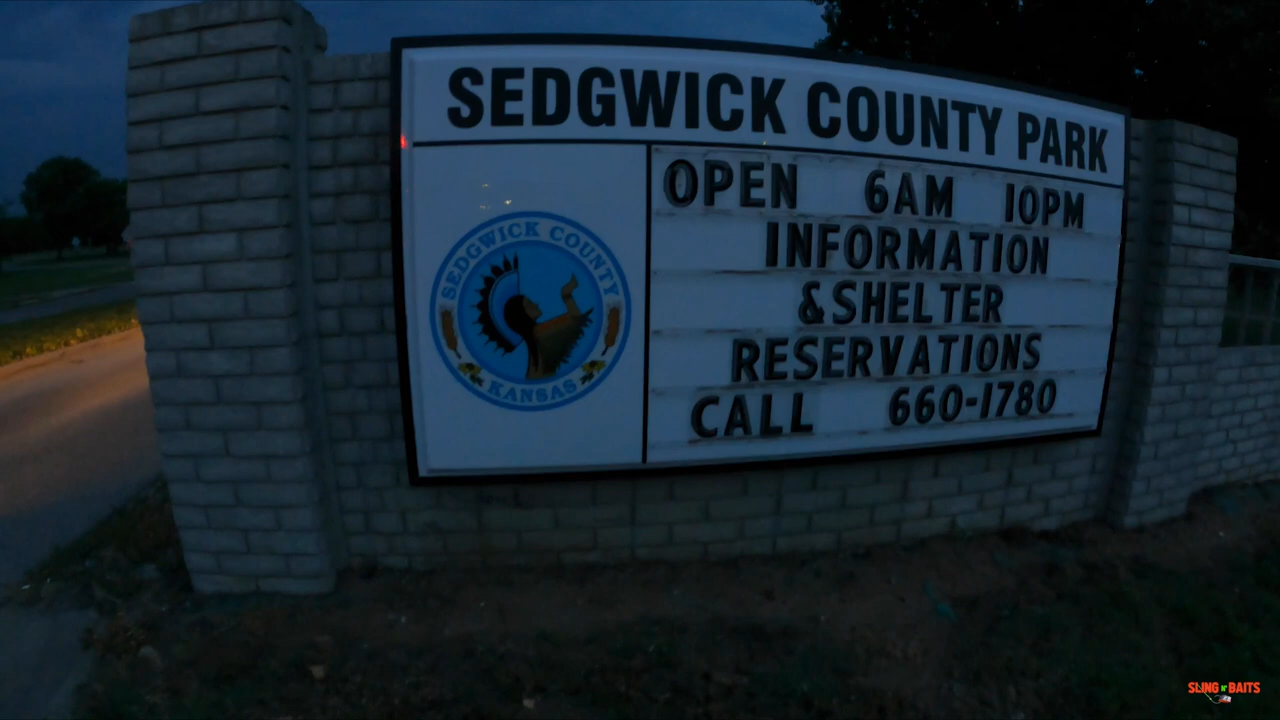 SEDGWICK COUNTY PARK
OPEN 6AM 10PM
INFORMATION
&SHELTER
RESERVATIONS
CALL 660-1780
SEDGWICK COUNTY
KANSAS
SLING N' BAITS